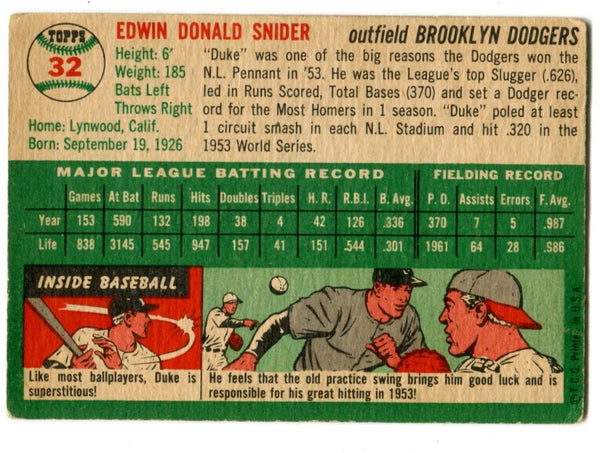 TOPPS
32
EDWIN DONALD SNIDER outfield BROOKLYN DODGERS
Height: 6'
Weight: 185
Bats Left
Throws Right
Home: Lynwood, Calif.
Born: September 19, 1926
"Duke" was one of the big reasons the Dodgers won the
N.L. Pennant in '53. He was the League's top Slugger (.626),
led in Runs Scored, Total Bases (370) and set a Dodger rec-
ord for the Most Homers in 1 season. "Duke" poled at least
1 circuit smash in each N.L. Stadium and hit .320 in the
1953 World Series.
MAJOR LEAGUE BATTING RECORD FIELDING RECORD
Games At Bat Runs Hits Doubles Triples H. R. R.B.I. B. Avg. P. O. Assists Errors F. Avg.
Year 153 590 132 198 38 4 42 126 .336 370 7 5 .987
Life 838 3145 545 947 157 41 151 544 .301 1961 64 28 .986
INSIDE BASEBALL
Like most ballplayers, Duke is
superstitious!
He feels that the old practice swing brings him good luck and is
responsible for his great hitting in 1953!
© T.C.G. Printed in U.S.A.